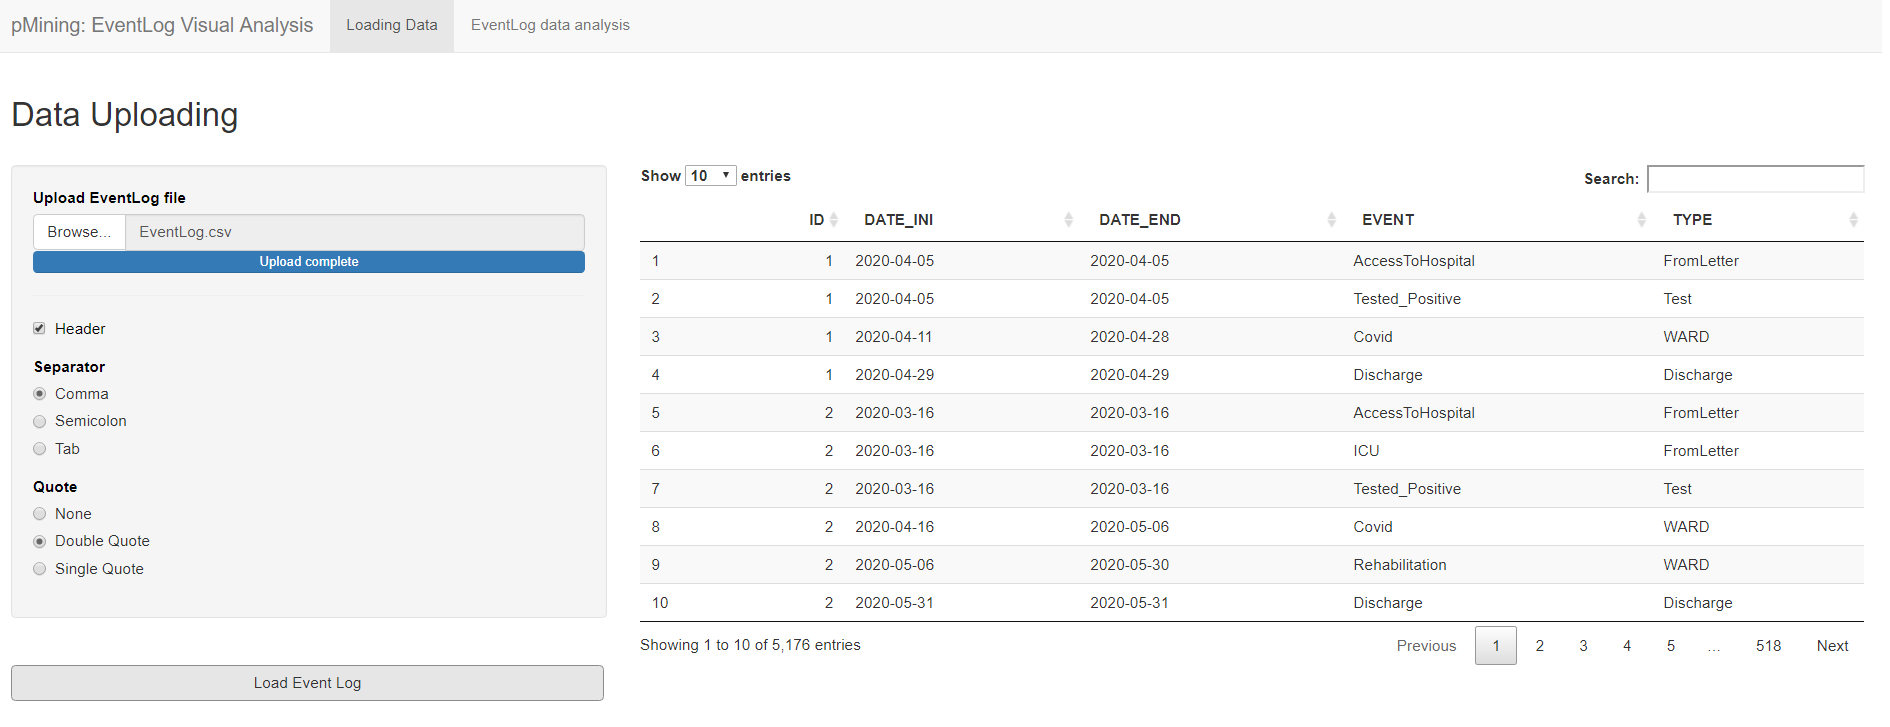 pMining: EventLog Visual Analysis Loading Data EventLog data analysis
Data Uploading
Upload EventLog file
Browse... EventLog.csv
Upload complete
Header
Separator
Comma
Semicolon
Tab
Quote
None
Double Quote
Single Quote
Load Event Log
Show 10 entries
Search:
ID DATE_INI DATE_END EVENT TYPE
1 1 2020-04-05 2020-04-05 AccessToHospital FromLetter
2 1 2020-04-05 2020-04-05 Tested_Positive Test
3 1 2020-04-11 2020-04-28 Covid WARD
4 1 2020-04-29 2020-04-29 Discharge Discharge
5 2 2020-03-16 2020-03-16 AccessToHospital FromLetter
6 2 2020-03-16 2020-03-16 ICU FromLetter
7 2 2020-03-16 2020-03-16 Tested_Positive Test
8 2 2020-04-16 2020-05-06 Covid WARD
9 2 2020-05-06 2020-05-30 Rehabilitation WARD
10 2 2020-05-31 2020-05-31 Discharge Discharge
Showing 1 to 10 of 5,176 entries
Previous 1 2 3 4 5 ... 518 Next